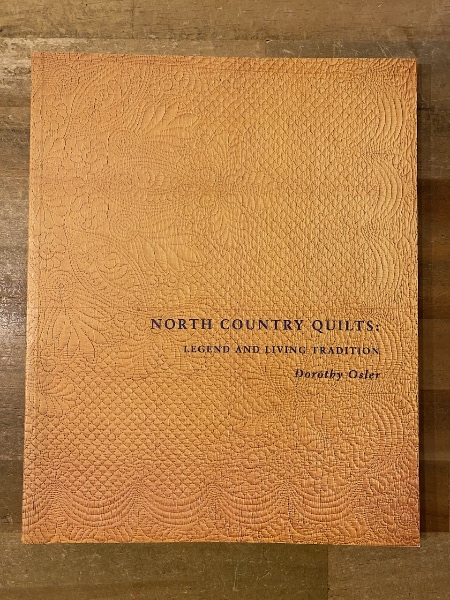 NORTH COUNTRY QUILTS:
LEGEND AND LIVING TRADITION
Dorothy Osler